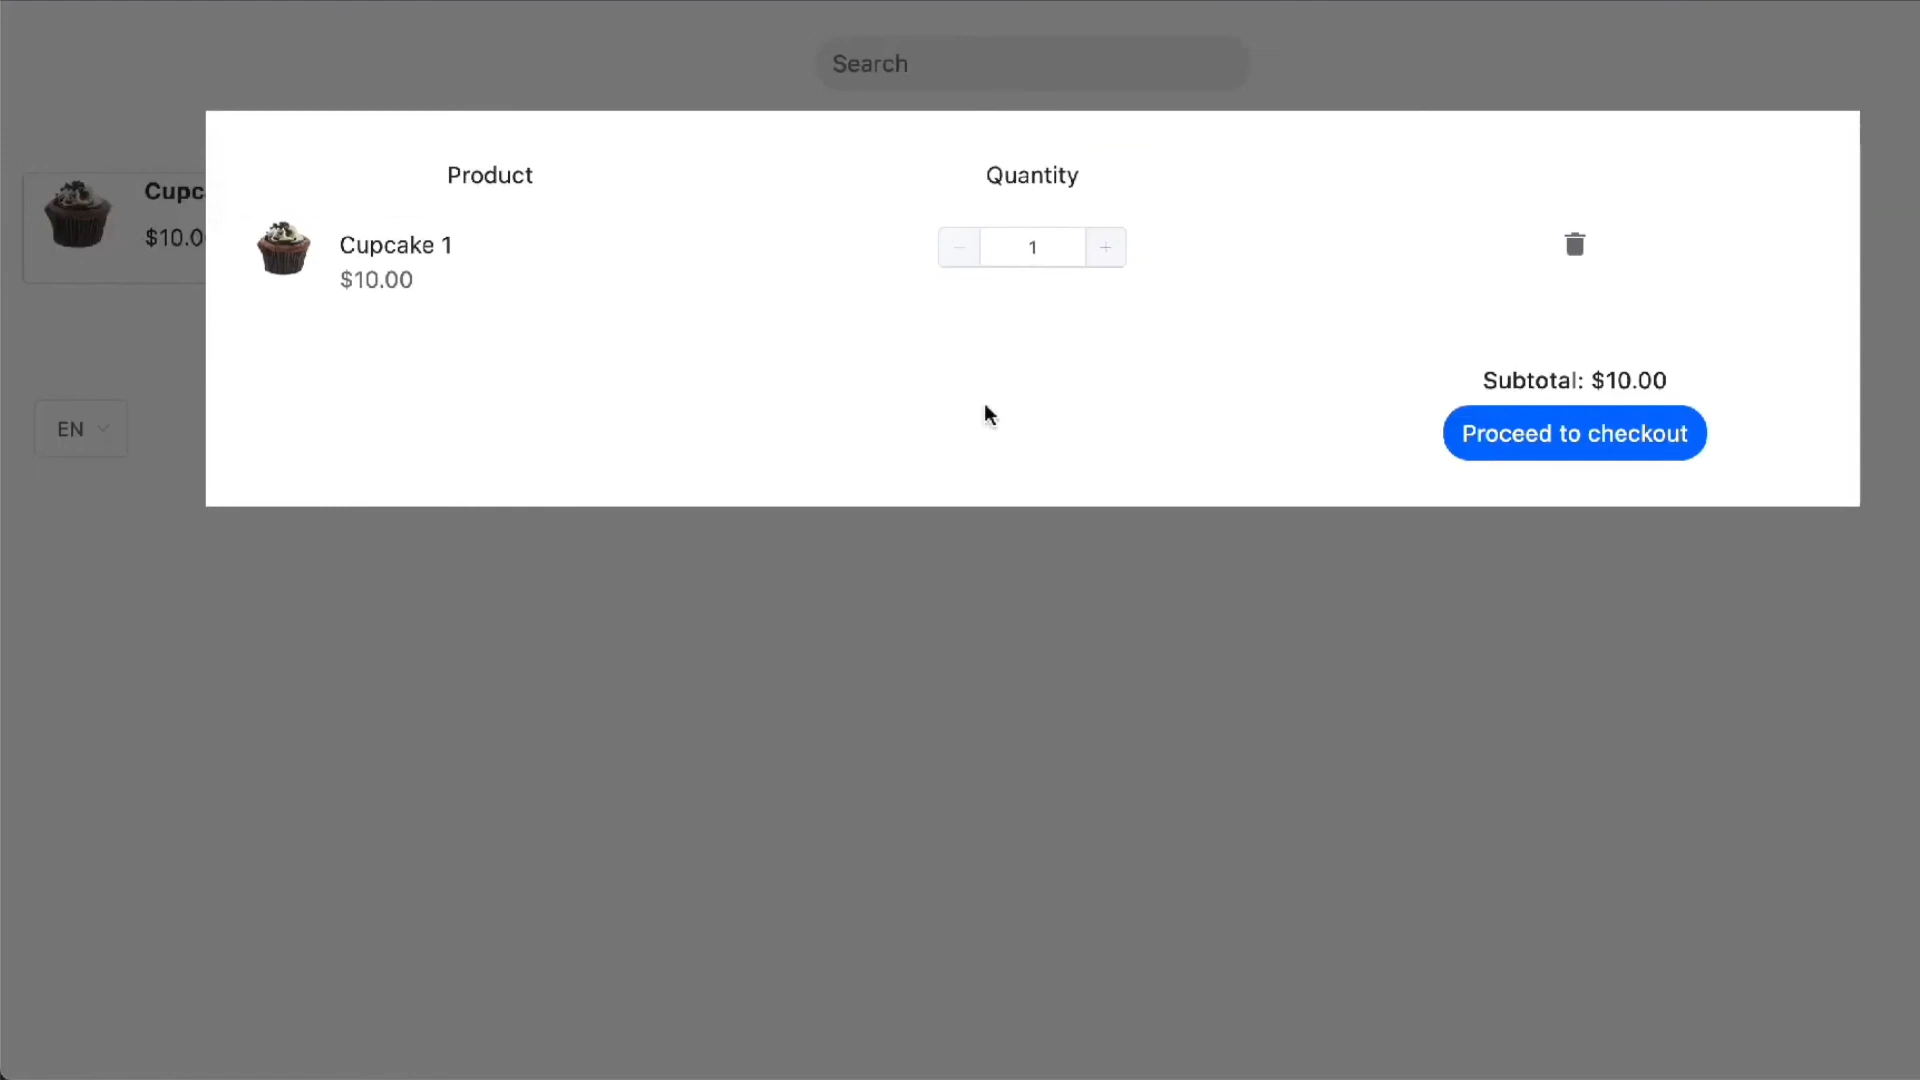 Search
Product
Quantity
Cupc
$10.0
Cupcake 1
$10.00
1
Subtotal: $10.00
Proceed to checkout
EN